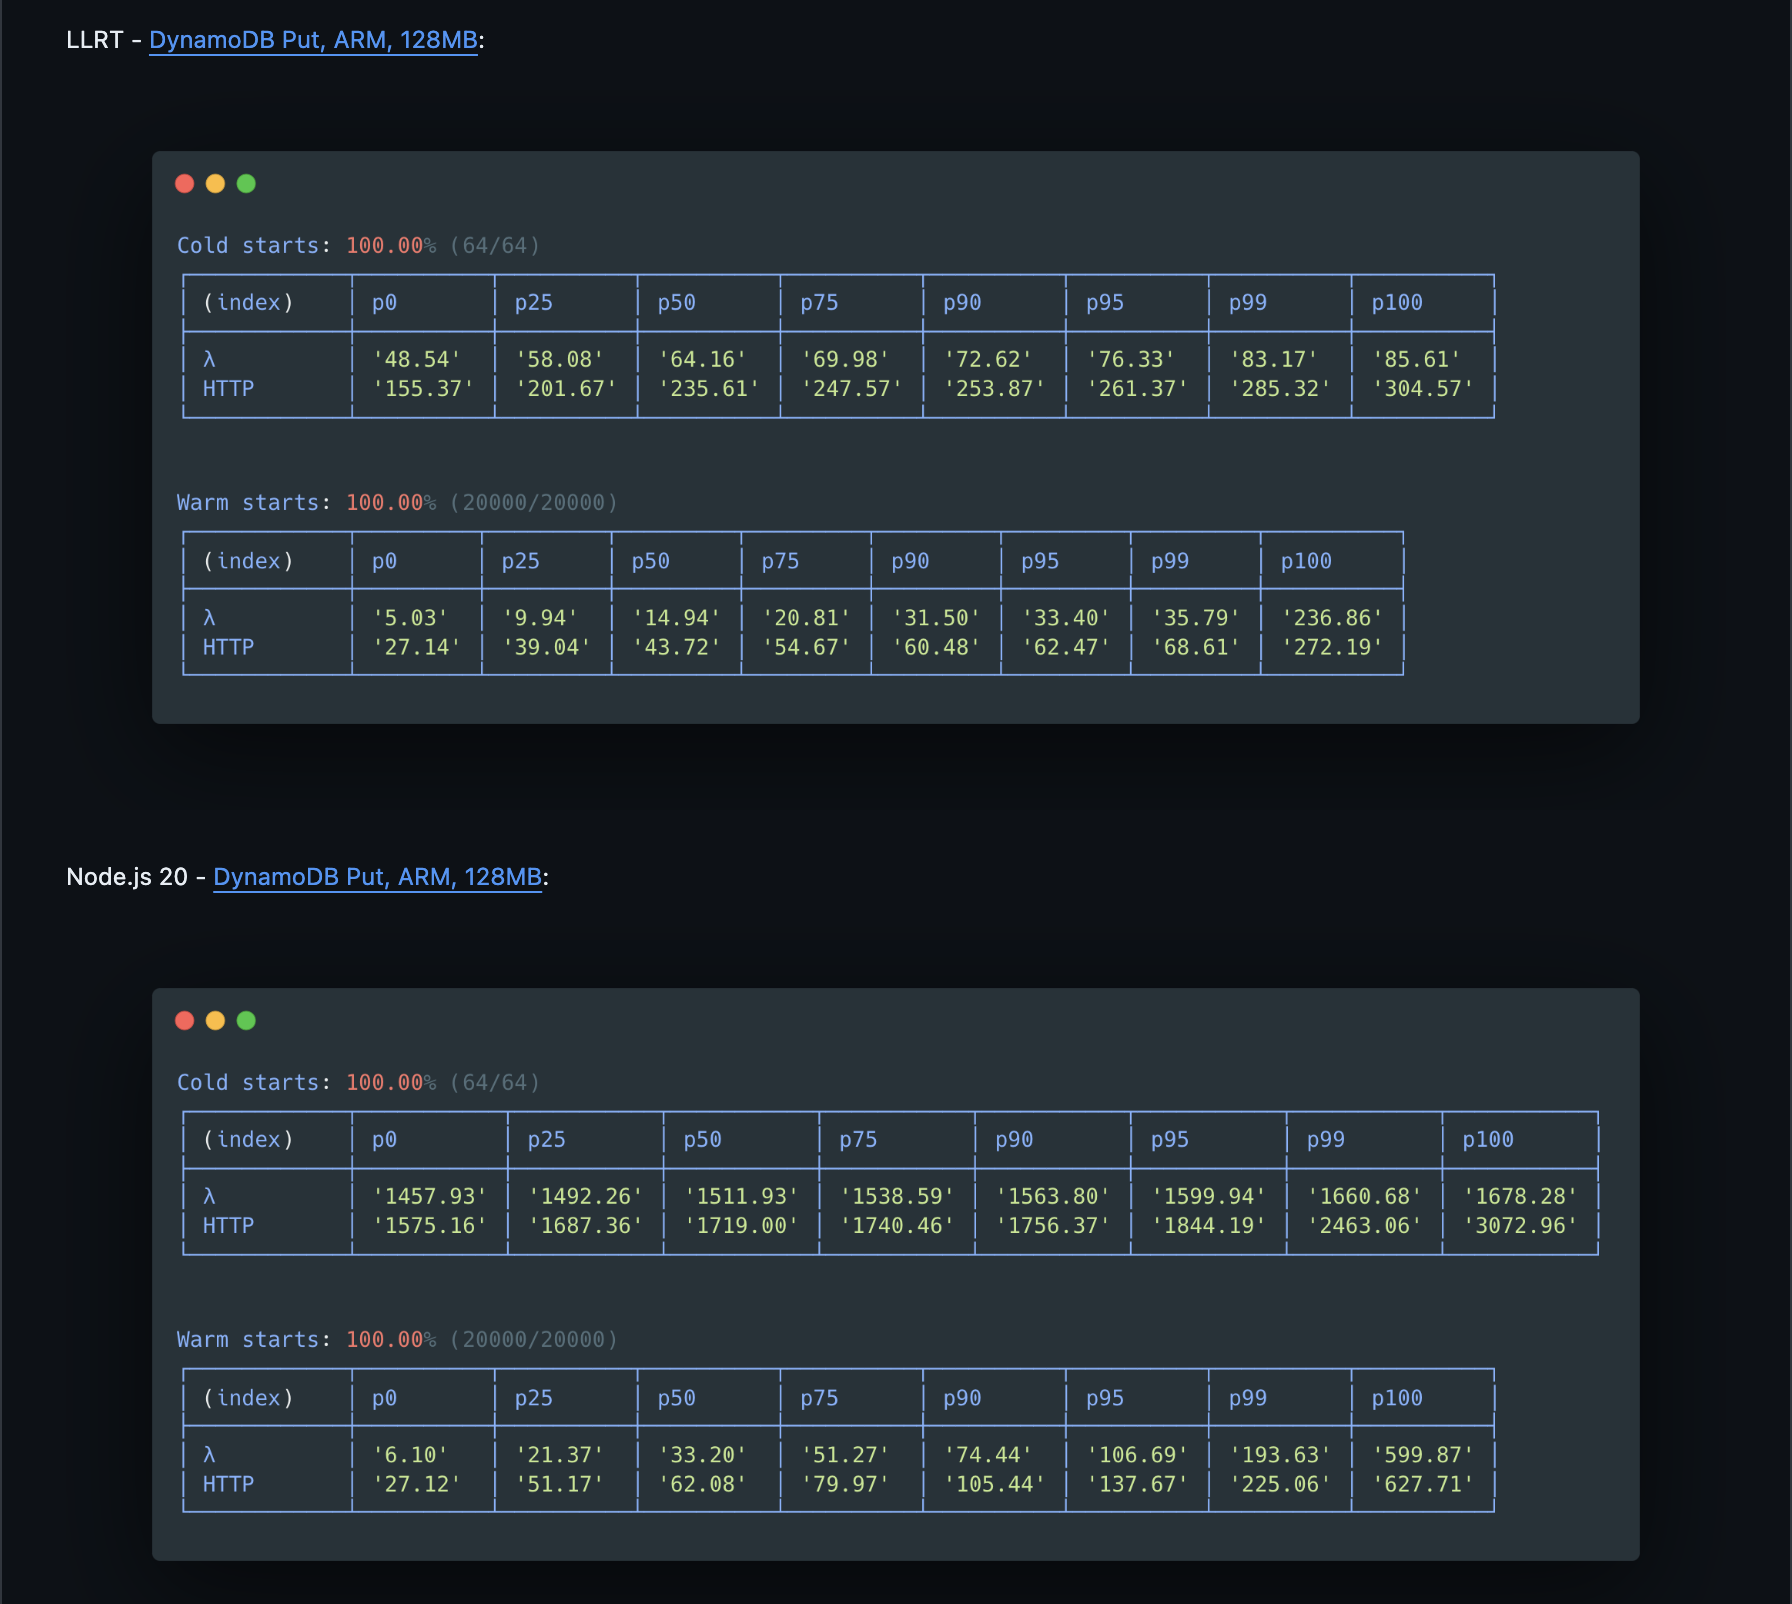 LLRT - DynamoDB Put, ARM, 128MB:
Cold starts: 100.00% (64/64)
(index) p0 p25 p50 p75 p90 p95 p99 p100
λ '48.54' '58.08' '64.16' '69.98' '72.62' '76.33' '83.17' '85.61'
HTTP '155.37' '201.67' '235.61' '247.57' '253.87' '261.37' '285.32' '304.57'
Warm starts: 100.00% (20000/20000)
(index) p0 p25 p50 p75 p90 p95 p99 p100
λ '5.03' '9.94' '14.94' '20.81' '31.50' '33.40' '35.79' '236.86'
HTTP '27.14' '39.04' '43.72' '54.67' '60.48' '62.47' '68.61' '272.19'
Node.js 20 - DynamoDB Put, ARM, 128MB:
Cold starts: 100.00% (64/64)
(index) p0 p25 p50 p75 p90 p95 p99 p100
λ '1457.93' '1492.26' '1511.93' '1538.59' '1563.80' '1599.94' '1660.68' '1678.28'
HTTP '1575.16' '1687.36' '1719.00' '1740.46' '1756.37' '1844.19' '2463.06' '3072.96'
Warm starts: 100.00% (20000/20000)
(index) p0 p25 p50 p75 p90 p95 p99 p100
λ '6.10' '21.37' '33.20' '51.27' '74.44' '106.69' '193.63' '599.87'
HTTP '27.12' '51.17' '62.08' '79.97' '105.44' '137.67' '225.06' '627.71'